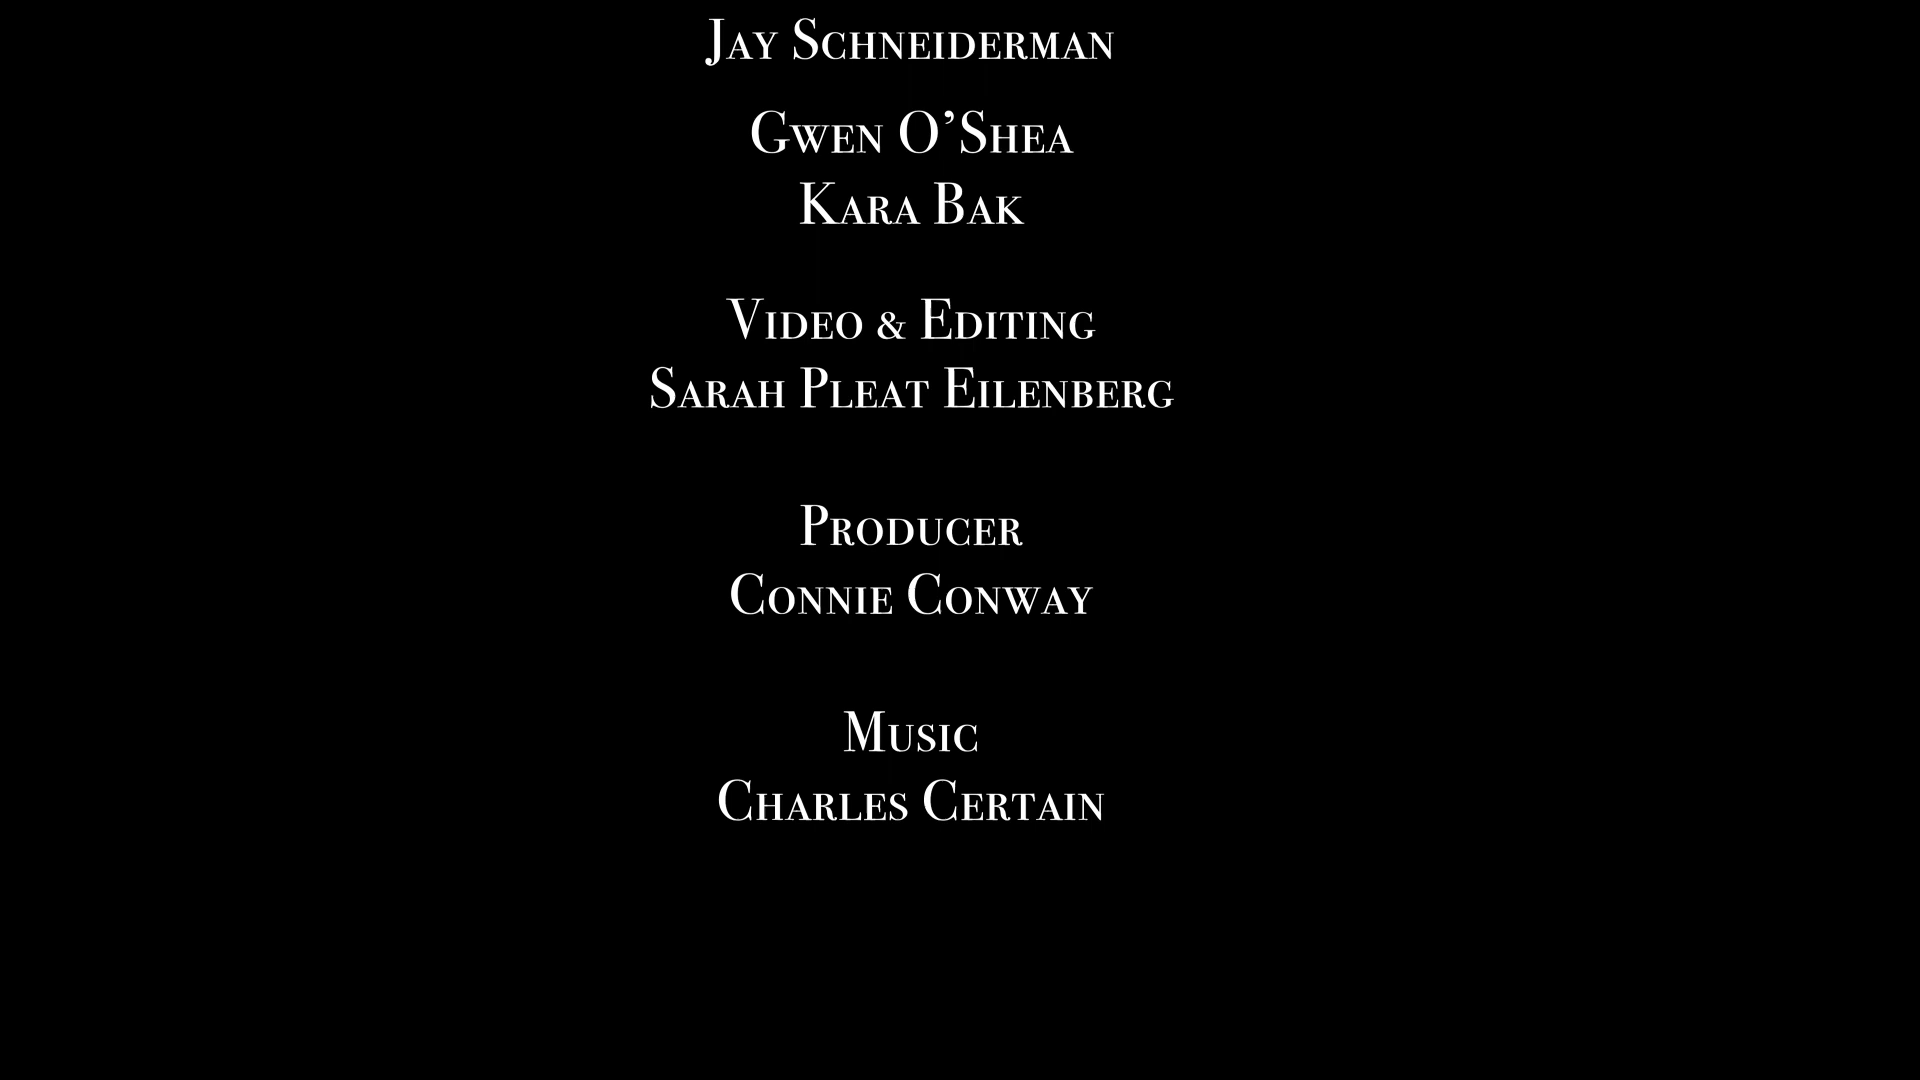 Jay Schneiderman
Gwen O’Shea
Kara Bak
Video & Editing
Sarah Pleat Eilenberg
Producer
Connie Conway
Music
Charles Certain